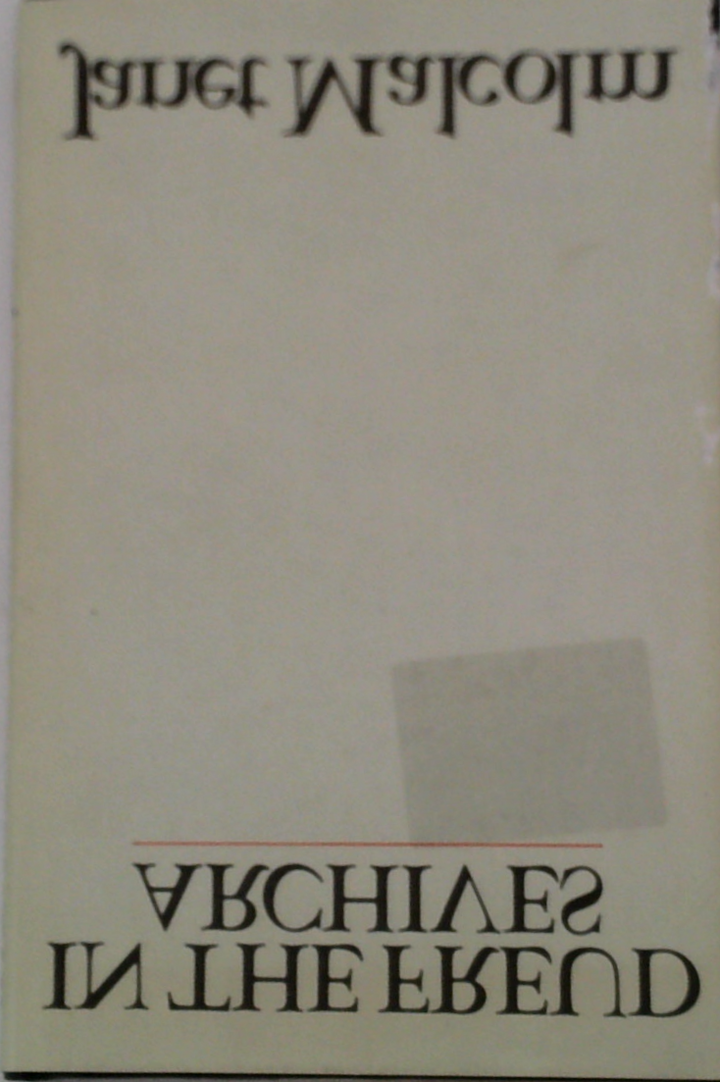 IN THE FREUD
ARCHIVES
Janet Malcolm